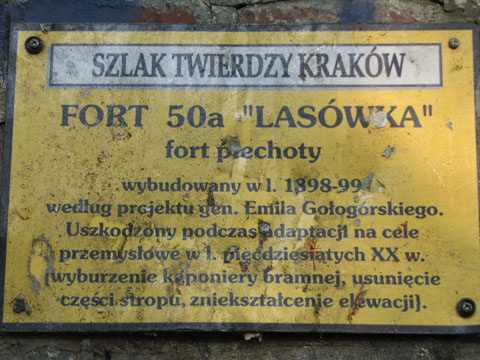 SZLAK TWIERDZY KRAKÓW
FORT 50a "LASÓWKA"
fort piechoty
wybudowany w l. 1898-99
według projektu gen. Emila Gołogórskiego.
Uszkodzony podczas adaptacji na cele
przemysłowe w l. pięćdziesiątych XX w.
(wyburzenie kaponiery bramnej, usunięcie
części stropu, zniekształcenie elewacji).